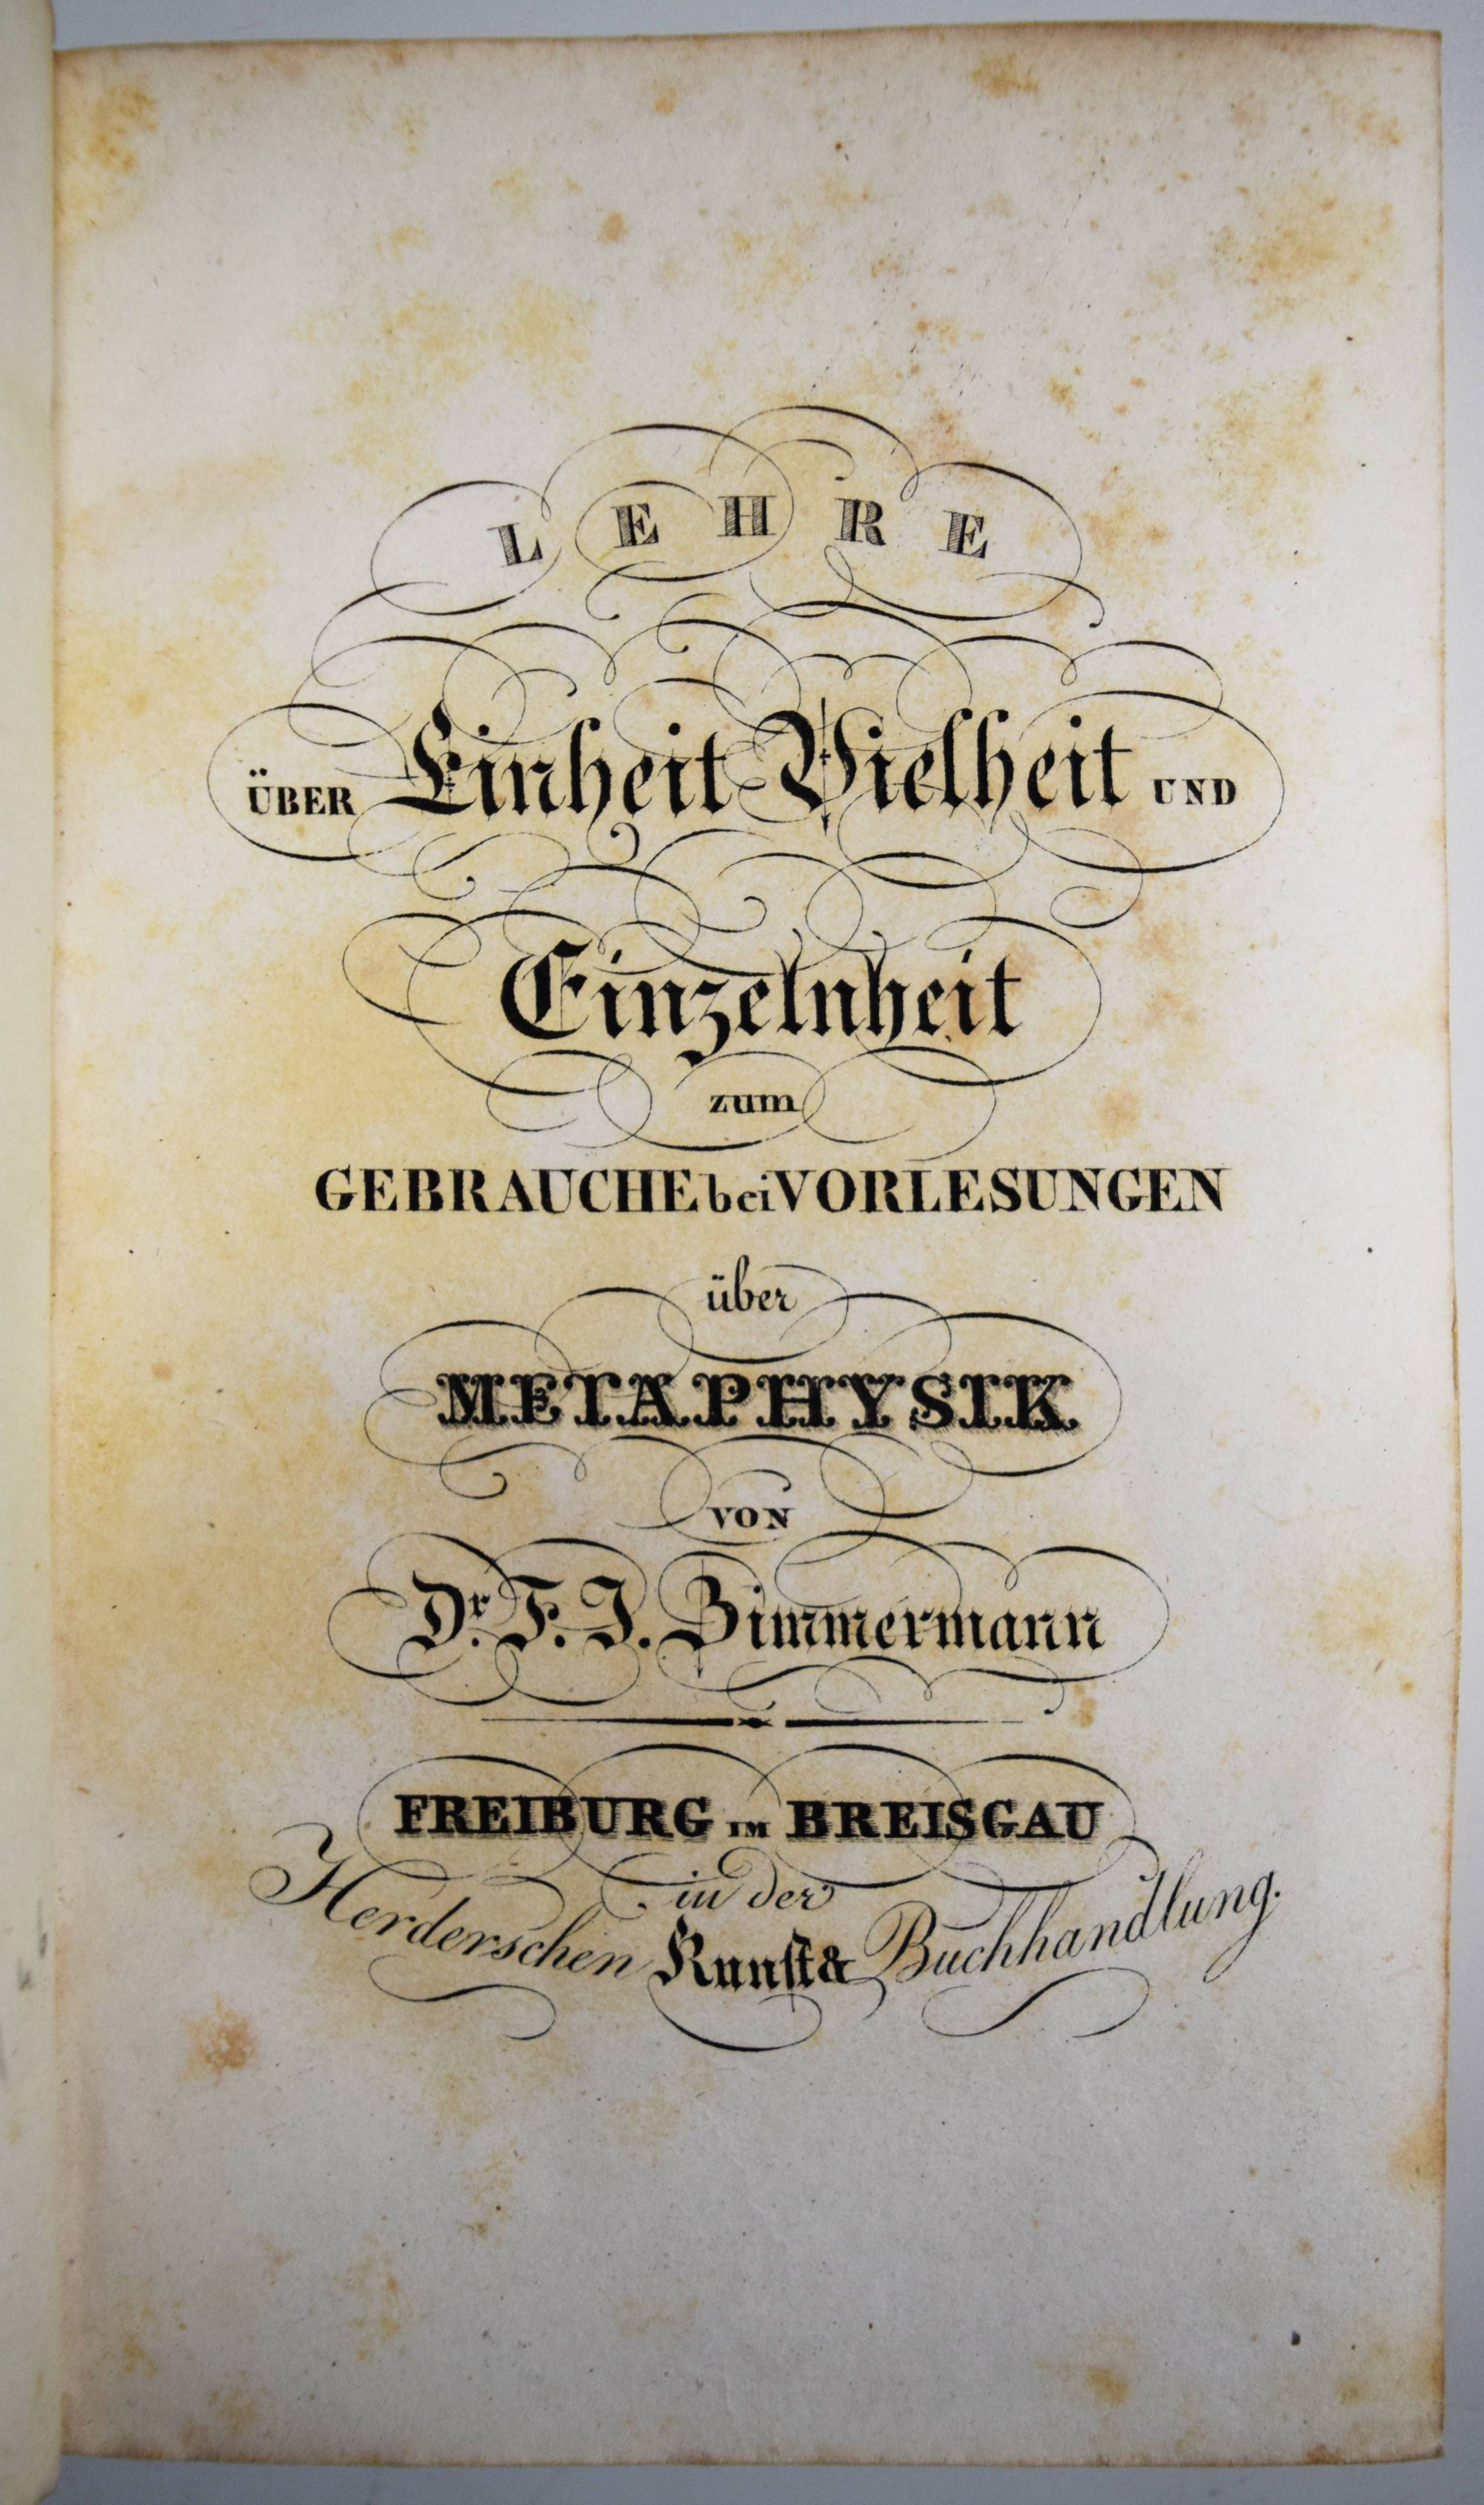 LEHRE
ÜBER Einheit Vielheit UND
Einzelnheit
zum
GEBRAUCHE bei VORLESUNGEN
über
METAPHYSIK
VON
Dr. F. J. Zimmermann
FREIBURG IM BREISGAU
in der
Herderschen Kunst & Buchhandlung.